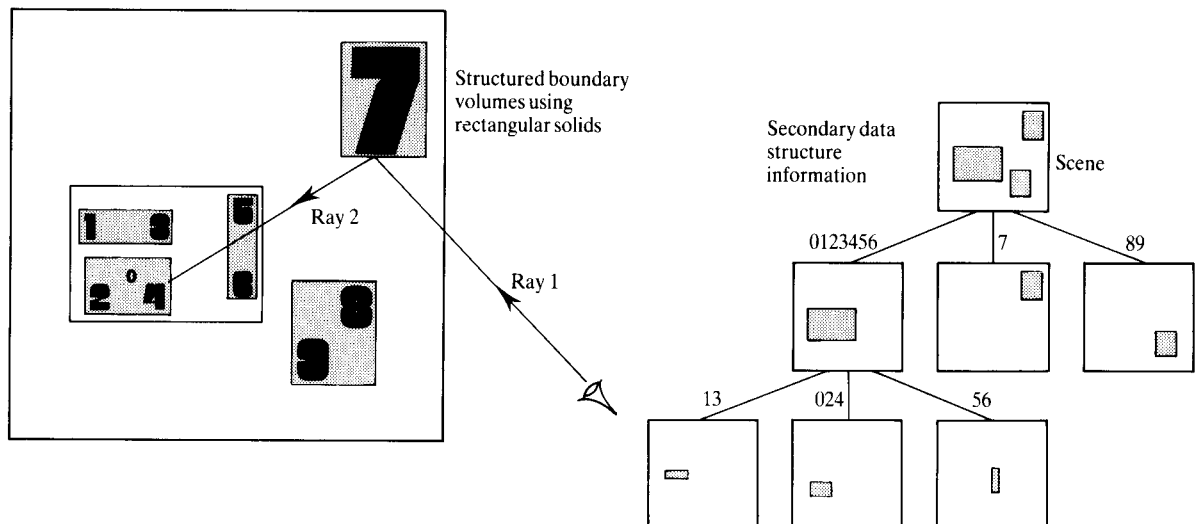 7
Structured boundary
volumes using
rectangular solids
Ray 2
1 3
5
0
2 4
6
Ray 1
8
9
Secondary data
structure
information
Scene
0123456
7
89
13
024
56